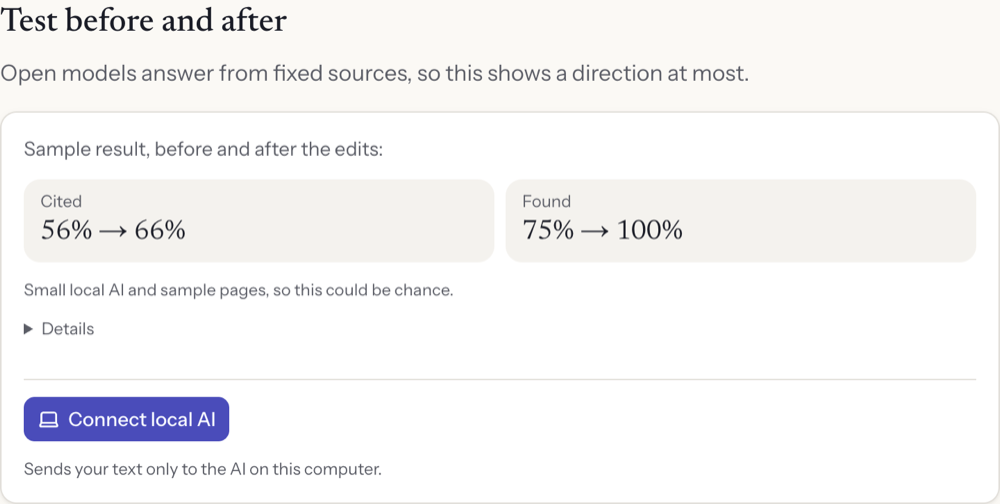 Test before and after
Open models answer from fixed sources, so this shows a direction at most.
Sample result, before and after the edits:
Cited
56% → 66%
Found
75% → 100%
Small local AI and sample pages, so this could be chance.
Details
Connect local AI
Sends your text only to the AI on this computer.